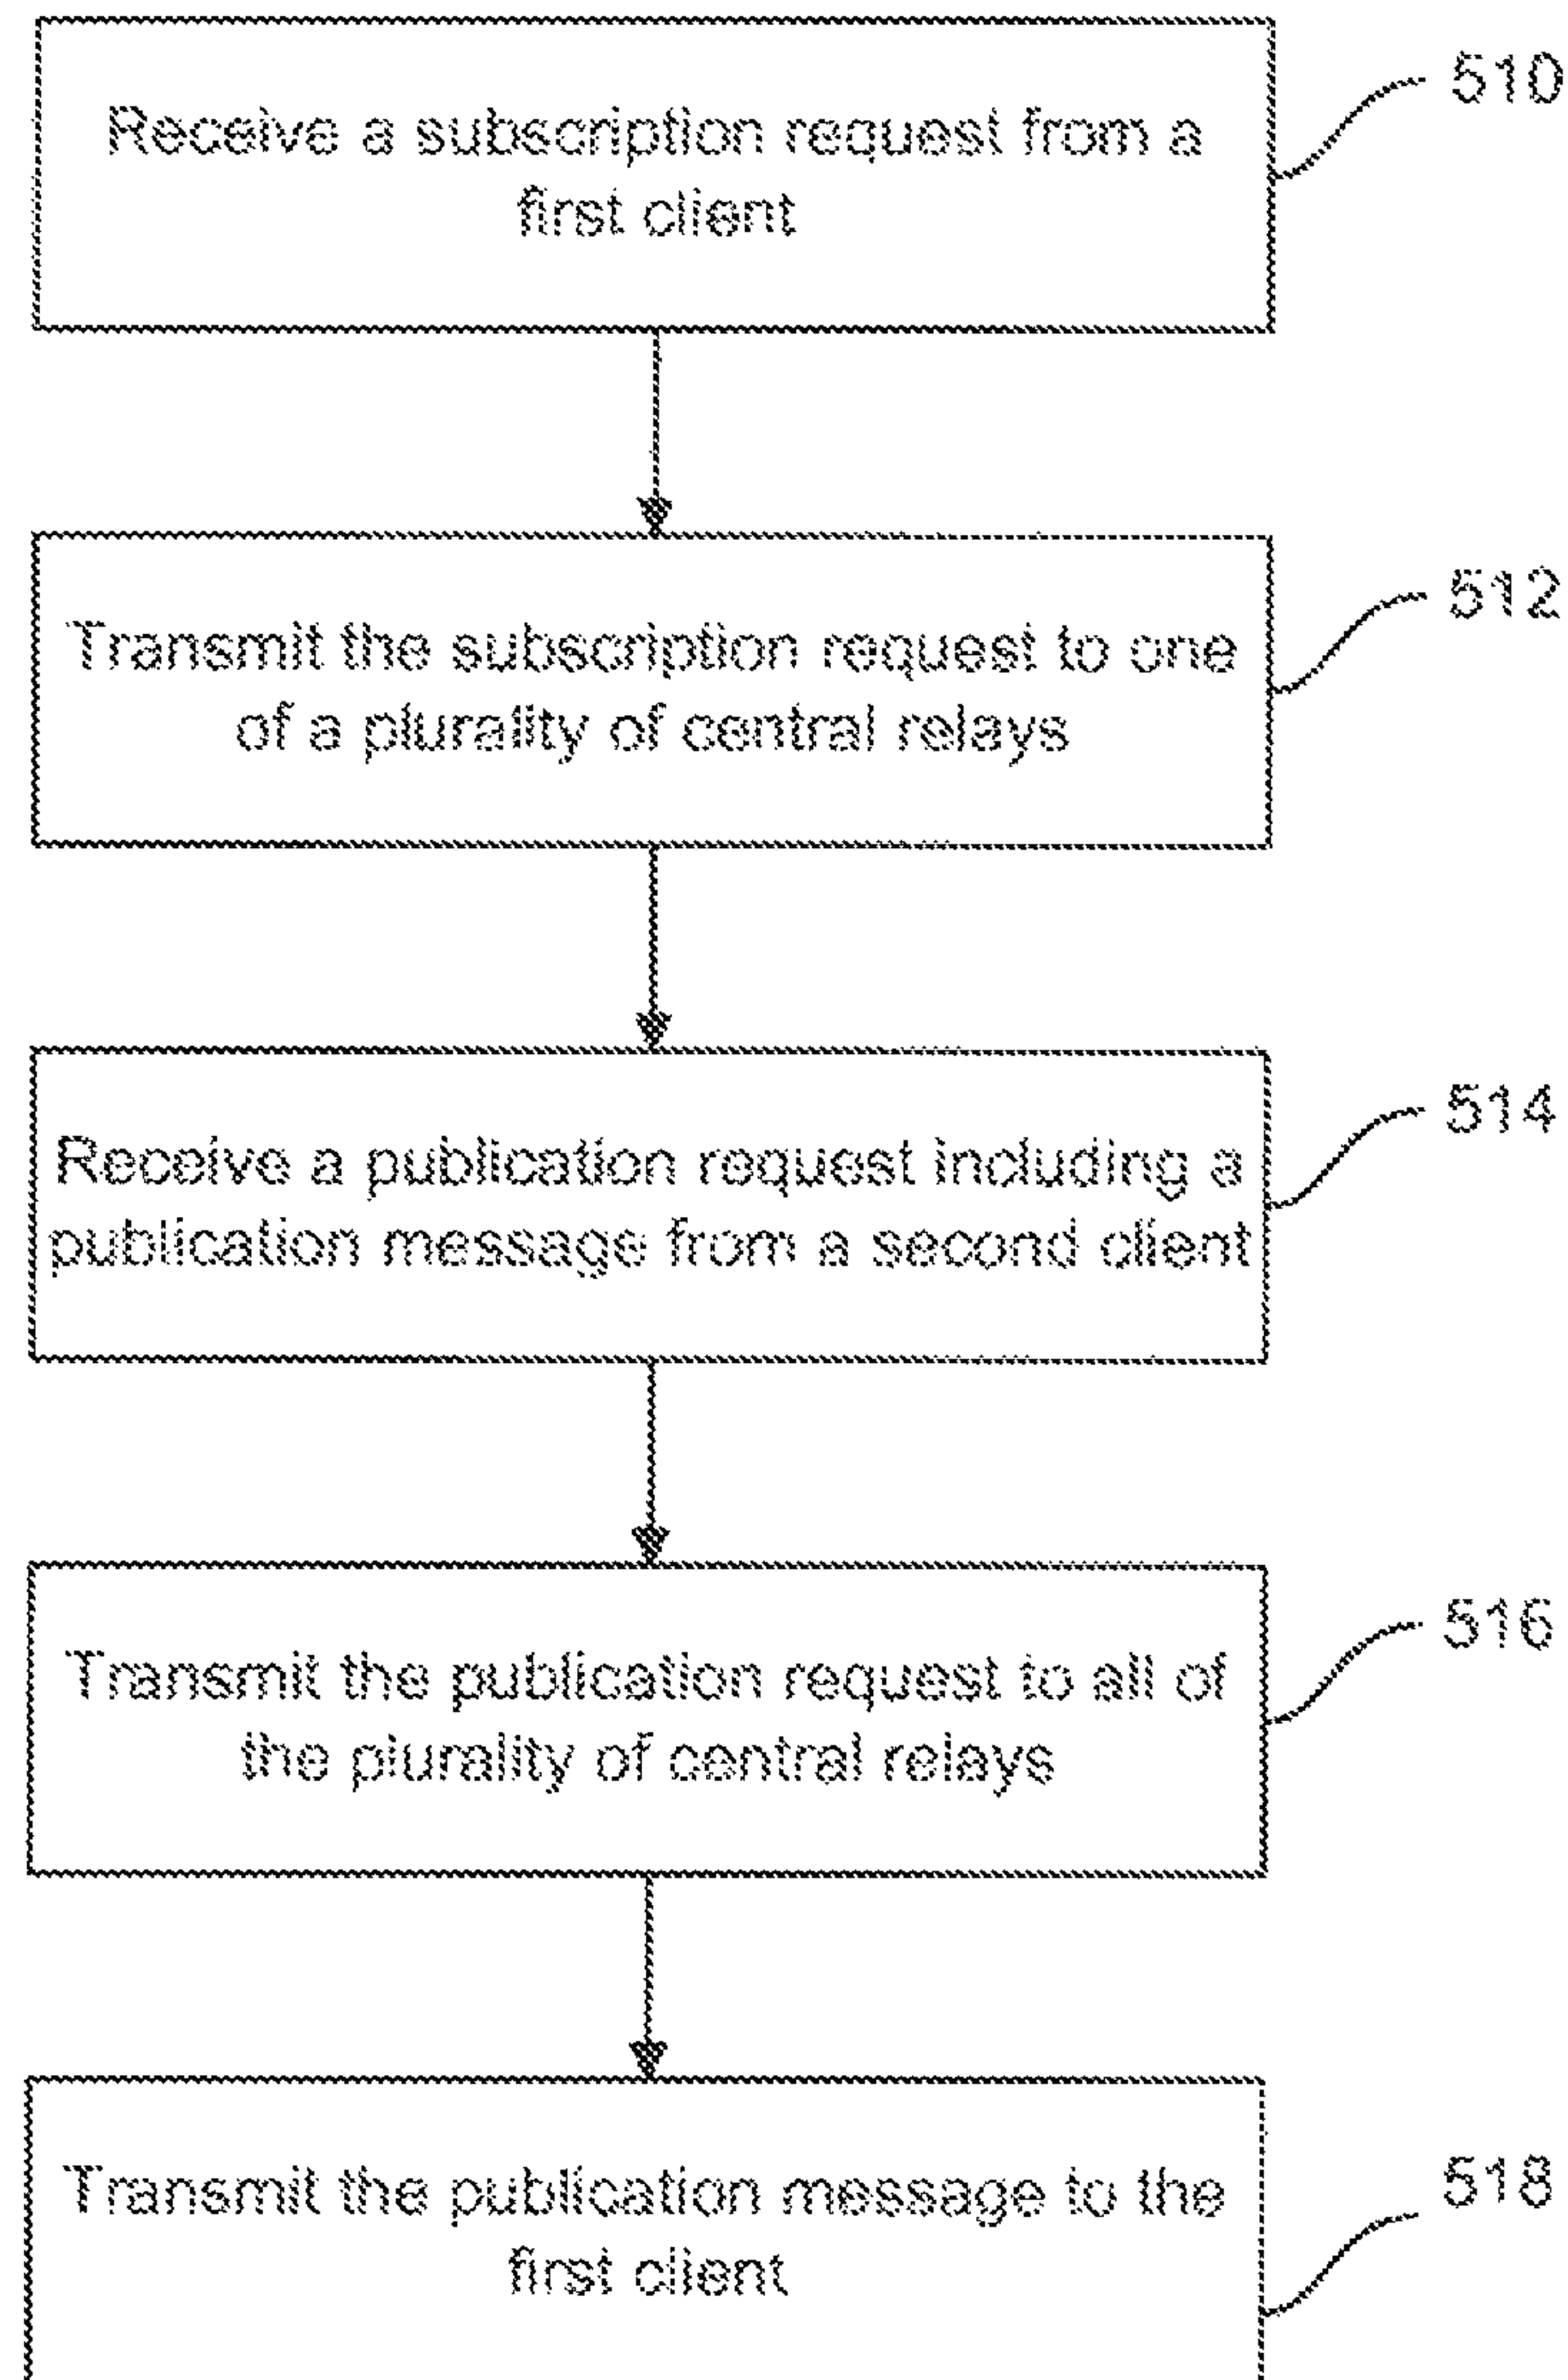 510
Receive a subscription request from a
first client
512
Transmit the subscription request to one
of a plurality of central relays
514
Receive a publication request including a
publication message from a second client
516
Transmit the publication request to all of
the plurality of central relays
518
Transmit the publication message to the
first client